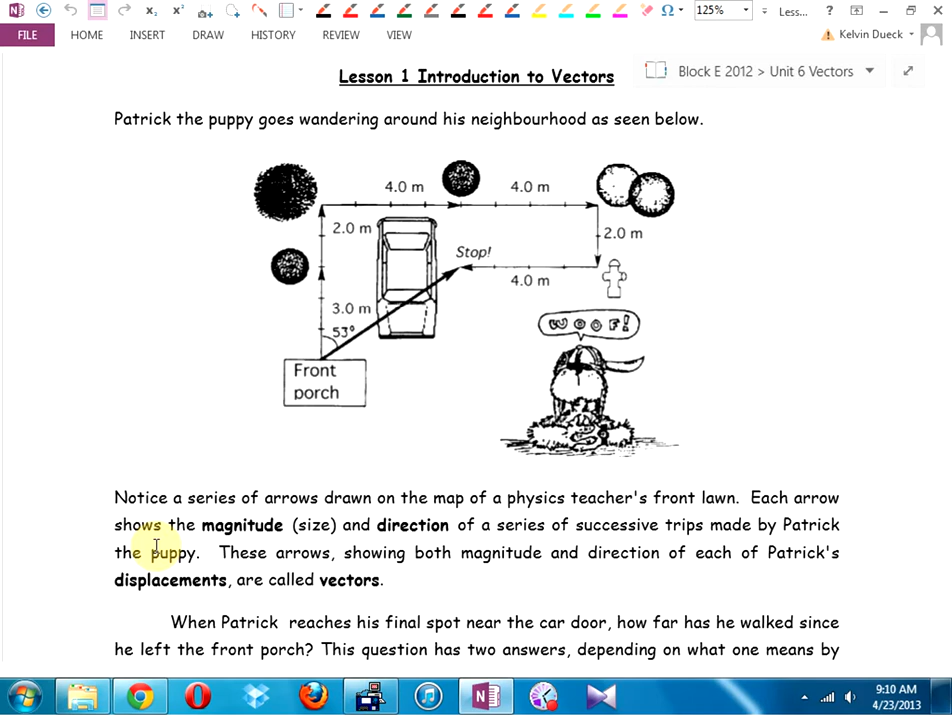 125%
Less...
?
FILE
HOME
INSERT
DRAW
HISTORY
REVIEW
VIEW
Kelvin Dueck
Lesson 1 Introduction to Vectors
Block E 2012 > Unit 6 Vectors
Patrick the puppy goes wandering around his neighbourhood as seen below.
4.0 m
4.0 m
2.0 m
2.0 m
Stop!
4.0 m
3.0 m
53°
WOOF!
Front
porch
Notice a series of arrows drawn on the map of a physics teacher's front lawn. Each arrow
shows the magnitude (size) and direction of a series of successive trips made by Patrick
the puppy. These arrows, showing both magnitude and direction of each of Patrick's
displacements, are called vectors.
When Patrick reaches his final spot near the car door, how far has he walked since
he left the front porch? This question has two answers, depending on what one means by
9:10 AM
4/23/2013